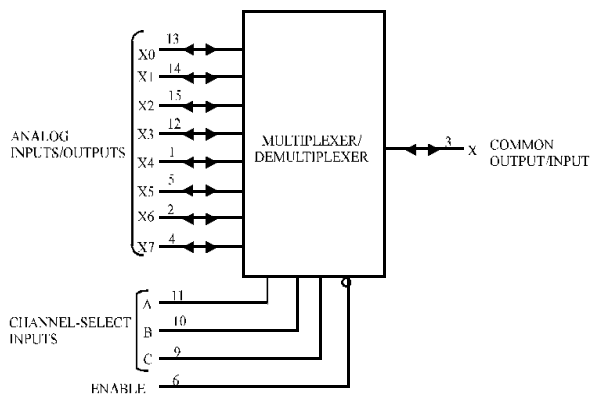 13
X0
14
X1
15
X2
12
X3
ANALOG
INPUTS/OUTPUTS
1
X4
5
X5
2
X6
4
X7
MULTIPLEXER/
DEMULTIPLEXER
3
X
COMMON
OUTPUT/INPUT
11
A
CHANNEL-SELECT
INPUTS
10
B
9
C
ENABLE
6